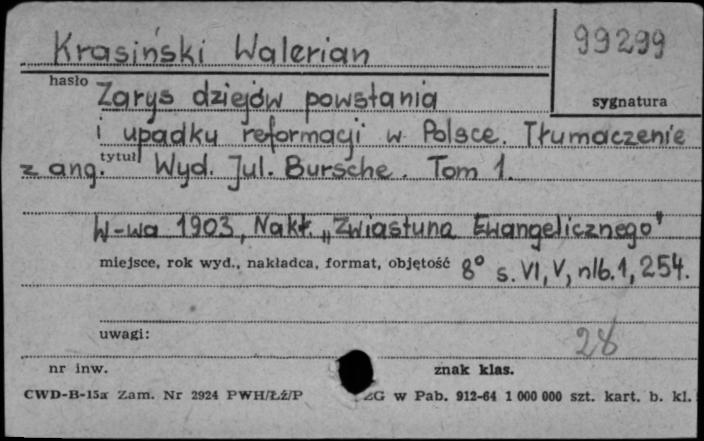 Krasiński Walerian
99299
hasło
sygnatura
Zarys dziejów powstania
i upadku reformacji w Polsce. Tłumaczenie
tytuł
z ang. Wyd. Jul. Bursche. Tom 1.
W-wa 1903, Nakł. „Zwiastuna Ewangelicznego"
miejsce, rok wyd., nakładca, format, objętość 8° s. VI, V, nlb. 1, 254.
uwagi:
28
nr inw. znak klas.
CWD-B-15a Zam. Nr 2924 PWH/Łż/P ZG w Pab. 912-64 1 000 000 szt. kart. b. kl.